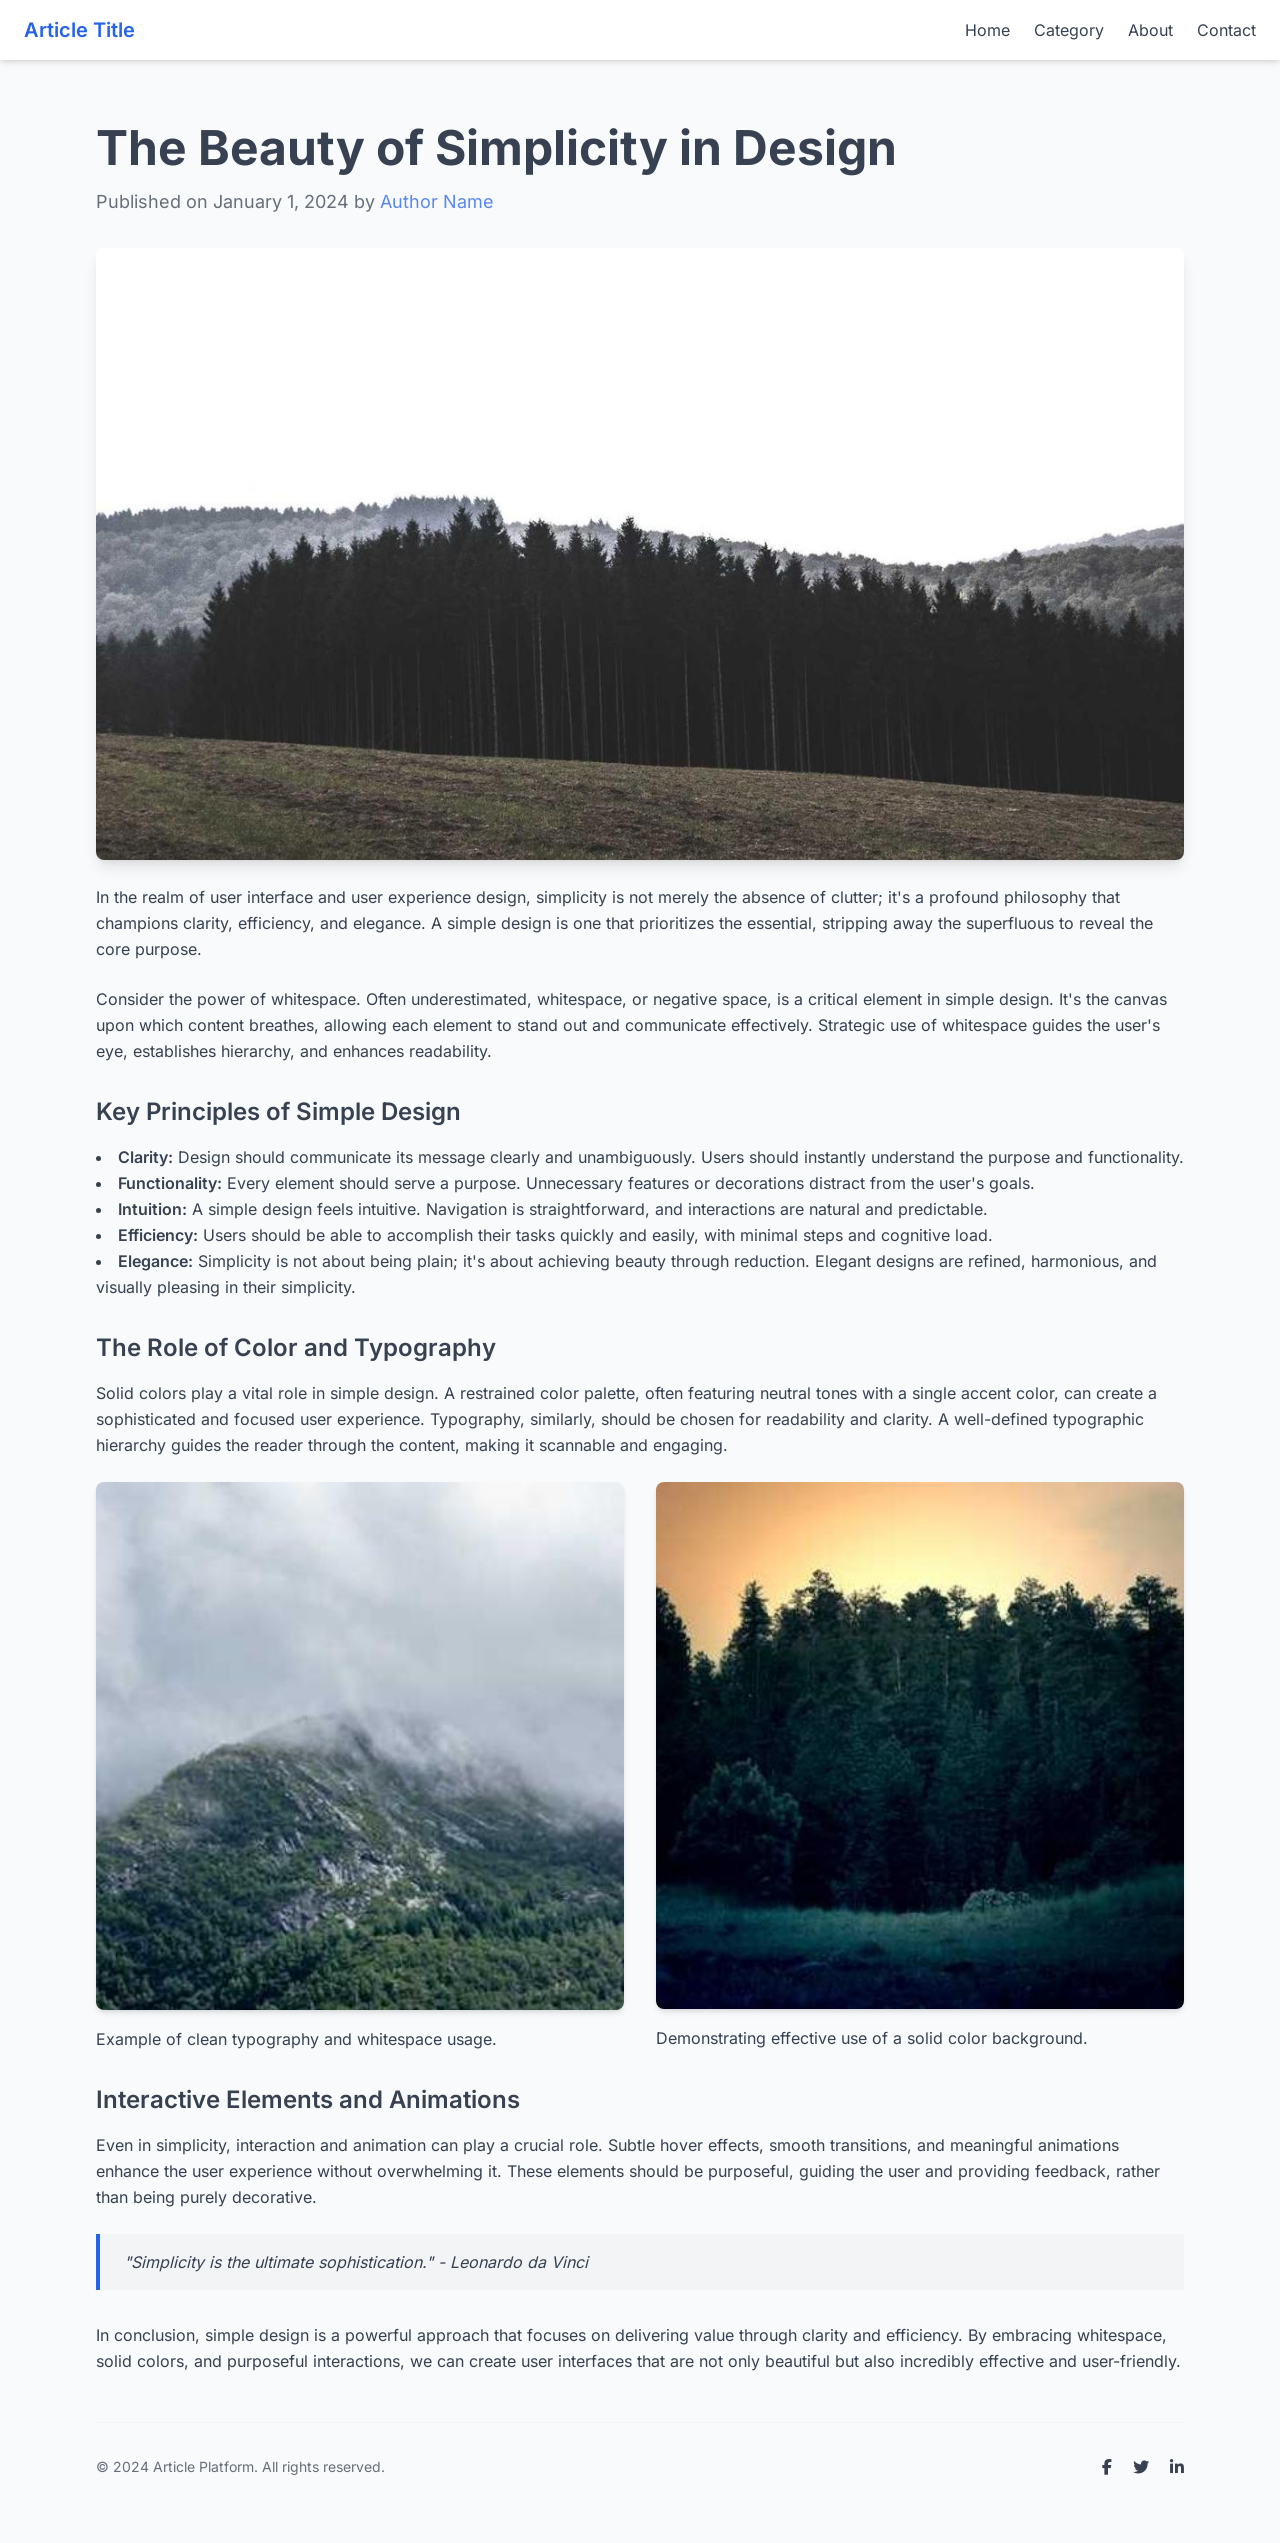 Article Title
Home Category About Contact
The Beauty of Simplicity in Design
Published on January 1, 2024 by Author Name
In the realm of user interface and user experience design, simplicity is not merely the absence of clutter; it's a profound philosophy that
champions clarity, efficiency, and elegance. A simple design is one that prioritizes the essential, stripping away the superfluous to reveal the
core purpose.
Consider the power of whitespace. Often underestimated, whitespace, or negative space, is a critical element in simple design. It's the canvas
upon which content breathes, allowing each element to stand out and communicate effectively. Strategic use of whitespace guides the user's
eye, establishes hierarchy, and enhances readability.
Key Principles of Simple Design
• Clarity: Design should communicate its message clearly and unambiguously. Users should instantly understand the purpose and functionality.
• Functionality: Every element should serve a purpose. Unnecessary features or decorations distract from the user's goals.
• Intuition: A simple design feels intuitive. Navigation is straightforward, and interactions are natural and predictable.
• Efficiency: Users should be able to accomplish their tasks quickly and easily, with minimal steps and cognitive load.
• Elegance: Simplicity is not about being plain; it's about achieving beauty through reduction. Elegant designs are refined, harmonious, and
visually pleasing in their simplicity.
The Role of Color and Typography
Solid colors play a vital role in simple design. A restrained color palette, often featuring neutral tones with a single accent color, can create a
sophisticated and focused user experience. Typography, similarly, should be chosen for readability and clarity. A well-defined typographic
hierarchy guides the reader through the content, making it scannable and engaging.
Example of clean typography and whitespace usage.
Demonstrating effective use of a solid color background.
Interactive Elements and Animations
Even in simplicity, interaction and animation can play a crucial role. Subtle hover effects, smooth transitions, and meaningful animations
enhance the user experience without overwhelming it. These elements should be purposeful, guiding the user and providing feedback, rather
than being purely decorative.
"Simplicity is the ultimate sophistication." - Leonardo da Vinci
In conclusion, simple design is a powerful approach that focuses on delivering value through clarity and efficiency. By embracing whitespace,
solid colors, and purposeful interactions, we can create user interfaces that are not only beautiful but also incredibly effective and user-friendly.
© 2024 Article Platform. All rights reserved.